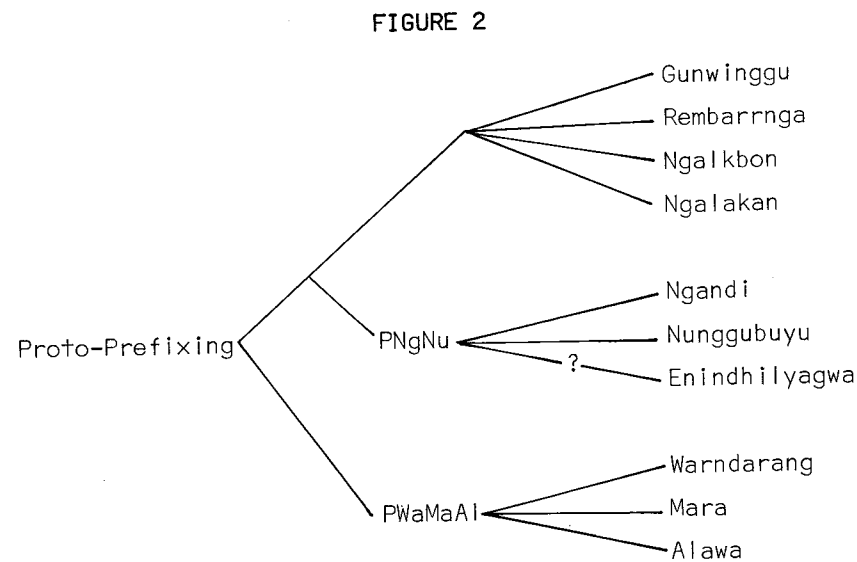 FIGURE 2
Gunwinggu
Rembarrnga
Ngalkbon
Ngalakan
Ngandi
Proto-Prefixing
PNgNu
Nunggubuyu
?
Enindhilyagwa
Warndarang
PWaMaAl
Mara
Alawa